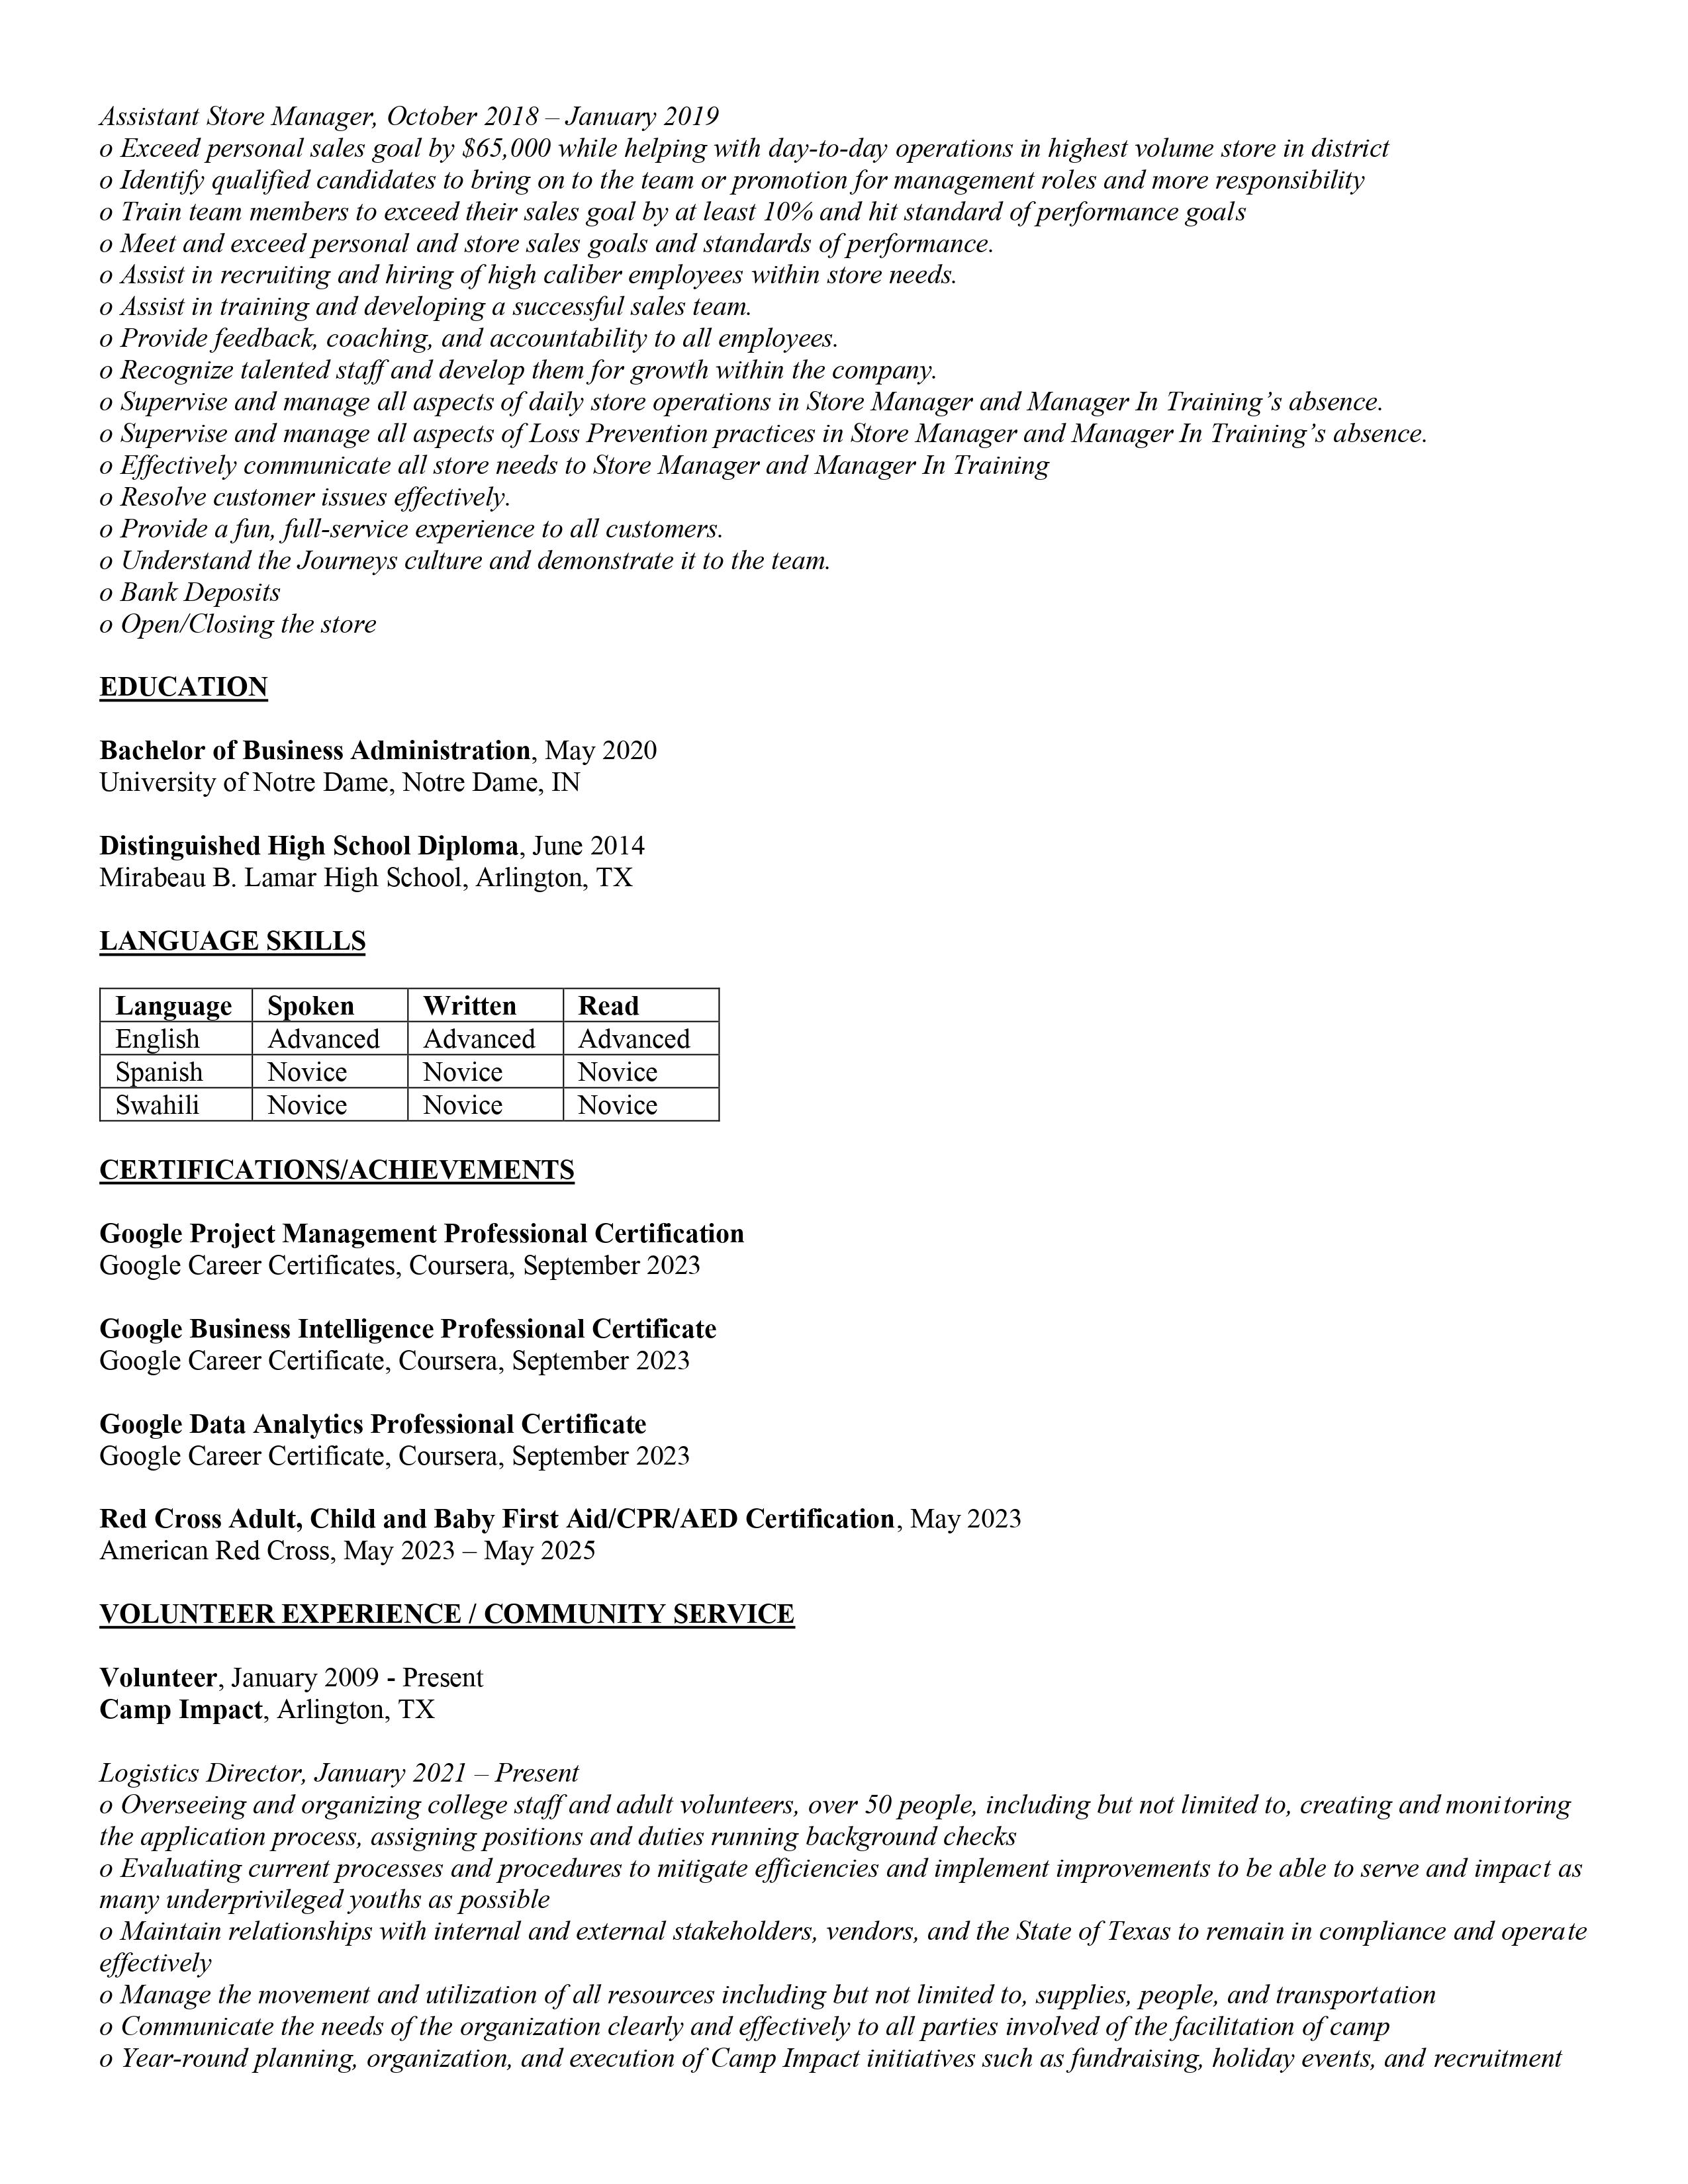 Assistant Store Manager, October 2018 – January 2019
o Exceed personal sales goal by $65,000 while helping with day-to-day operations in highest volume store in district
o Identify qualified candidates to bring on to the team or promotion for management roles and more responsibility
o Train team members to exceed their sales goal by at least 10% and hit standard of performance goals
o Meet and exceed personal and store sales goals and standards of performance.
o Assist in recruiting and hiring of high caliber employees within store needs.
o Assist in training and developing a successful sales team.
o Provide feedback, coaching, and accountability to all employees.
o Recognize talented staff and develop them for growth within the company.
o Supervise and manage all aspects of daily store operations in Store Manager and Manager In Training’s absence.
o Supervise and manage all aspects of Loss Prevention practices in Store Manager and Manager In Training’s absence.
o Effectively communicate all store needs to Store Manager and Manager In Training
o Resolve customer issues effectively.
o Provide a fun, full-service experience to all customers.
o Understand the Journeys culture and demonstrate it to the team.
o Bank Deposits
o Open/Closing the store
EDUCATION
Bachelor of Business Administration, May 2020
University of Notre Dame, Notre Dame, IN
Distinguished High School Diploma, June 2014
Mirabeau B. Lamar High School, Arlington, TX
LANGUAGE SKILLS
Language Spoken Written Read
English Advanced Advanced Advanced
Spanish Novice Novice Novice
Swahili Novice Novice Novice
CERTIFICATIONS/ACHIEVEMENTS
Google Project Management Professional Certification
Google Career Certificates, Coursera, September 2023
Google Business Intelligence Professional Certificate
Google Career Certificate, Coursera, September 2023
Google Data Analytics Professional Certificate
Google Career Certificate, Coursera, September 2023
Red Cross Adult, Child and Baby First Aid/CPR/AED Certification, May 2023
American Red Cross, May 2023 – May 2025
VOLUNTEER EXPERIENCE / COMMUNITY SERVICE
Volunteer, January 2009 - Present
Camp Impact, Arlington, TX
Logistics Director, January 2021 – Present
o Overseeing and organizing college staff and adult volunteers, over 50 people, including but not limited to, creating and monitoring
the application process, assigning positions and duties running background checks
o Evaluating current processes and procedures to mitigate efficiencies and implement improvements to be able to serve and impact as
many underprivileged youths as possible
o Maintain relationships with internal and external stakeholders, vendors, and the State of Texas to remain in compliance and operate
effectively
o Manage the movement and utilization of all resources including but not limited to, supplies, people, and transportation
o Communicate the needs of the organization clearly and effectively to all parties involved of the facilitation of camp
o Year-round planning, organization, and execution of Camp Impact initiatives such as fundraising, holiday events, and recruitment